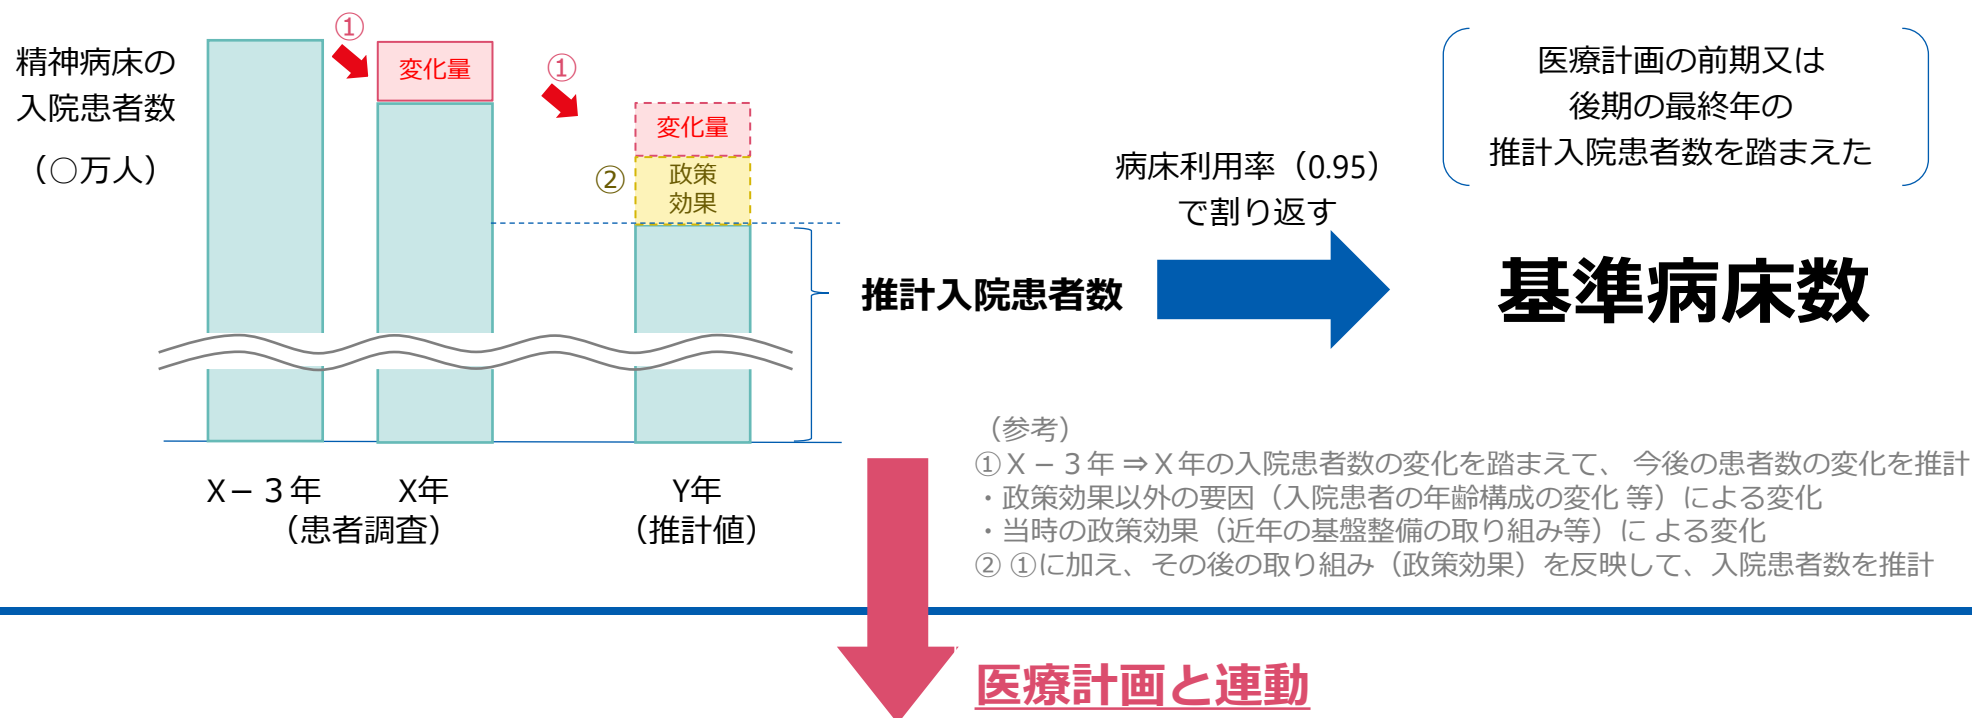 精神病床の
入院患者数
（○万人）
①
変化量
①
変化量
②
政策
効果
X－３年
X年
（患者調査）
Y年
（推計値）
推計入院患者数
病床利用率（0.95）
で割り返す
医療計画の前期又は
後期の最終年の
推計入院患者数を踏まえた
基準病床数
（参考）
①Ｘ－３年 ⇒Ｘ年の入院患者数の変化を踏まえて、 今後の患者数の変化を推計
・政策効果以外の要因（入院患者の年齢構成の変化 等）による変化
・当時の政策効果（近年の基盤整備の取り組み等）に よる変化
② ①に加え、その後の取り組み（政策効果）を反映して、入院患者数を推計
医療計画と連動